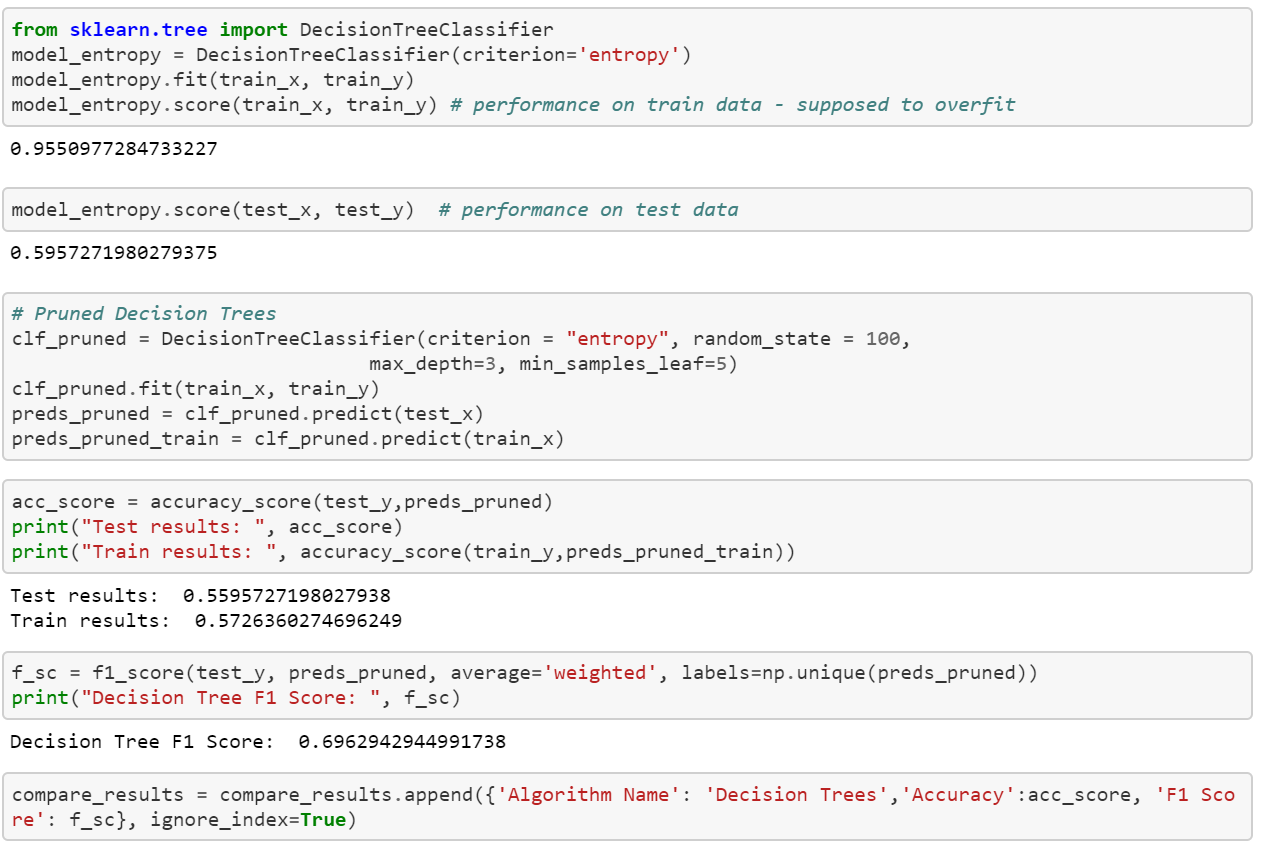 from sklearn.tree import DecisionTreeClassifier
model_entropy = DecisionTreeClassifier(criterion='entropy')
model_entropy.fit(train_x, train_y)
model_entropy.score(train_x, train_y) # performance on train data - supposed to overfit
0.9550977284733227
model_entropy.score(test_x, test_y)  # performance on test data
0.5957271980279375
# Pruned Decision Trees
clf_pruned = DecisionTreeClassifier(criterion = "entropy", random_state = 100,
                               max_depth=3, min_samples_leaf=5)
clf_pruned.fit(train_x, train_y)
preds_pruned = clf_pruned.predict(test_x)
preds_pruned_train = clf_pruned.predict(train_x)
acc_score = accuracy_score(test_y,preds_pruned)
print("Test results: ", acc_score)
print("Train results: ", accuracy_score(train_y,preds_pruned_train))
Test results:  0.5595727198027938
Train results:  0.5726360274696249
f_sc = f1_score(test_y, preds_pruned, average='weighted', labels=np.unique(preds_pruned))
print("Decision Tree F1 Score: ", f_sc)
Decision Tree F1 Score:  0.6962942944991738
compare_results = compare_results.append({'Algorithm Name': 'Decision Trees','Accuracy':acc_score, 'F1 Sco
re': f_sc}, ignore_index=True)